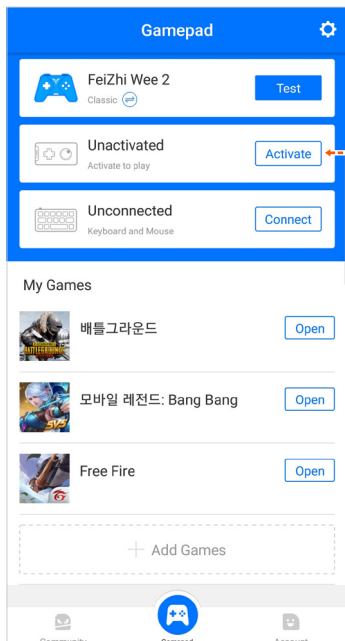 Gamepad
FeiZhi Wee 2
Classic
Test
Unactivated
Activate to play
Activate
Unconnected
Keyboard and Mouse
Connect
My Games
배틀그라운드
Open
BATTLEGROUNDS
모바일 레전드: Bang Bang
Open
5V5
Free Fire
Open
+ Add Games